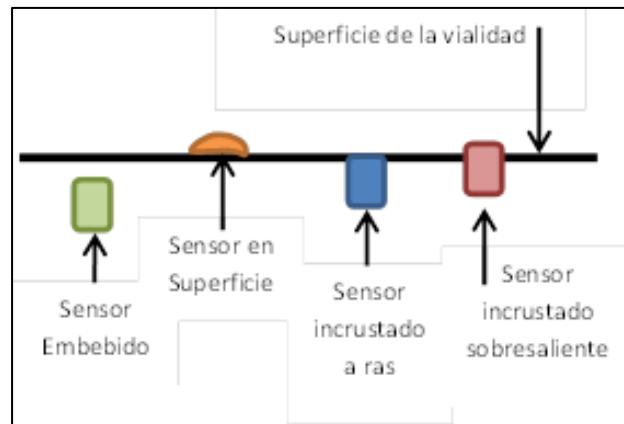 Superficie de la vialidad
Sensor en
Superficie
Sensor
Embebido
Sensor
incrustado
a ras
Sensor
incrustado
sobresaliente